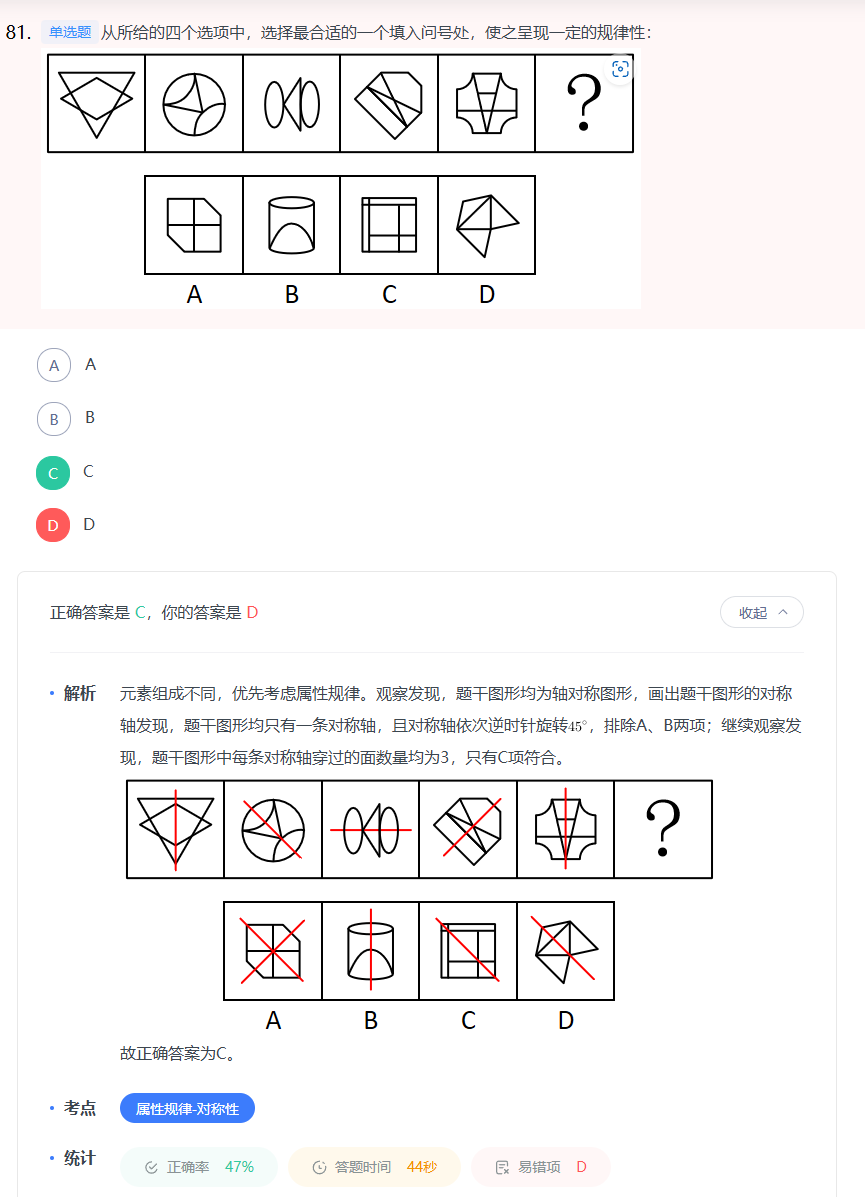 81. 单选题 从所给的四个选项中，选择最合适的一个填入问号处，使之呈现一定的规律性：
?
A B C D
A A
B B
C C
D D
正确答案是 C，你的答案是 D 收起
解析 元素组成不同，优先考虑属性规律。观察发现，题干图形均为轴对称图形，画出题干图形的对称
轴发现，题干图形均只有一条对称轴，且对称轴依次逆时针旋转45°，排除A、B两项；继续观察发
现，题干图形中每条对称轴穿过的面数量均为3，只有C项符合。
?
A B C D
故正确答案为C。
考点 属性规律-对称性
统计 正确率 47% 答题时间 44秒 易错项 D